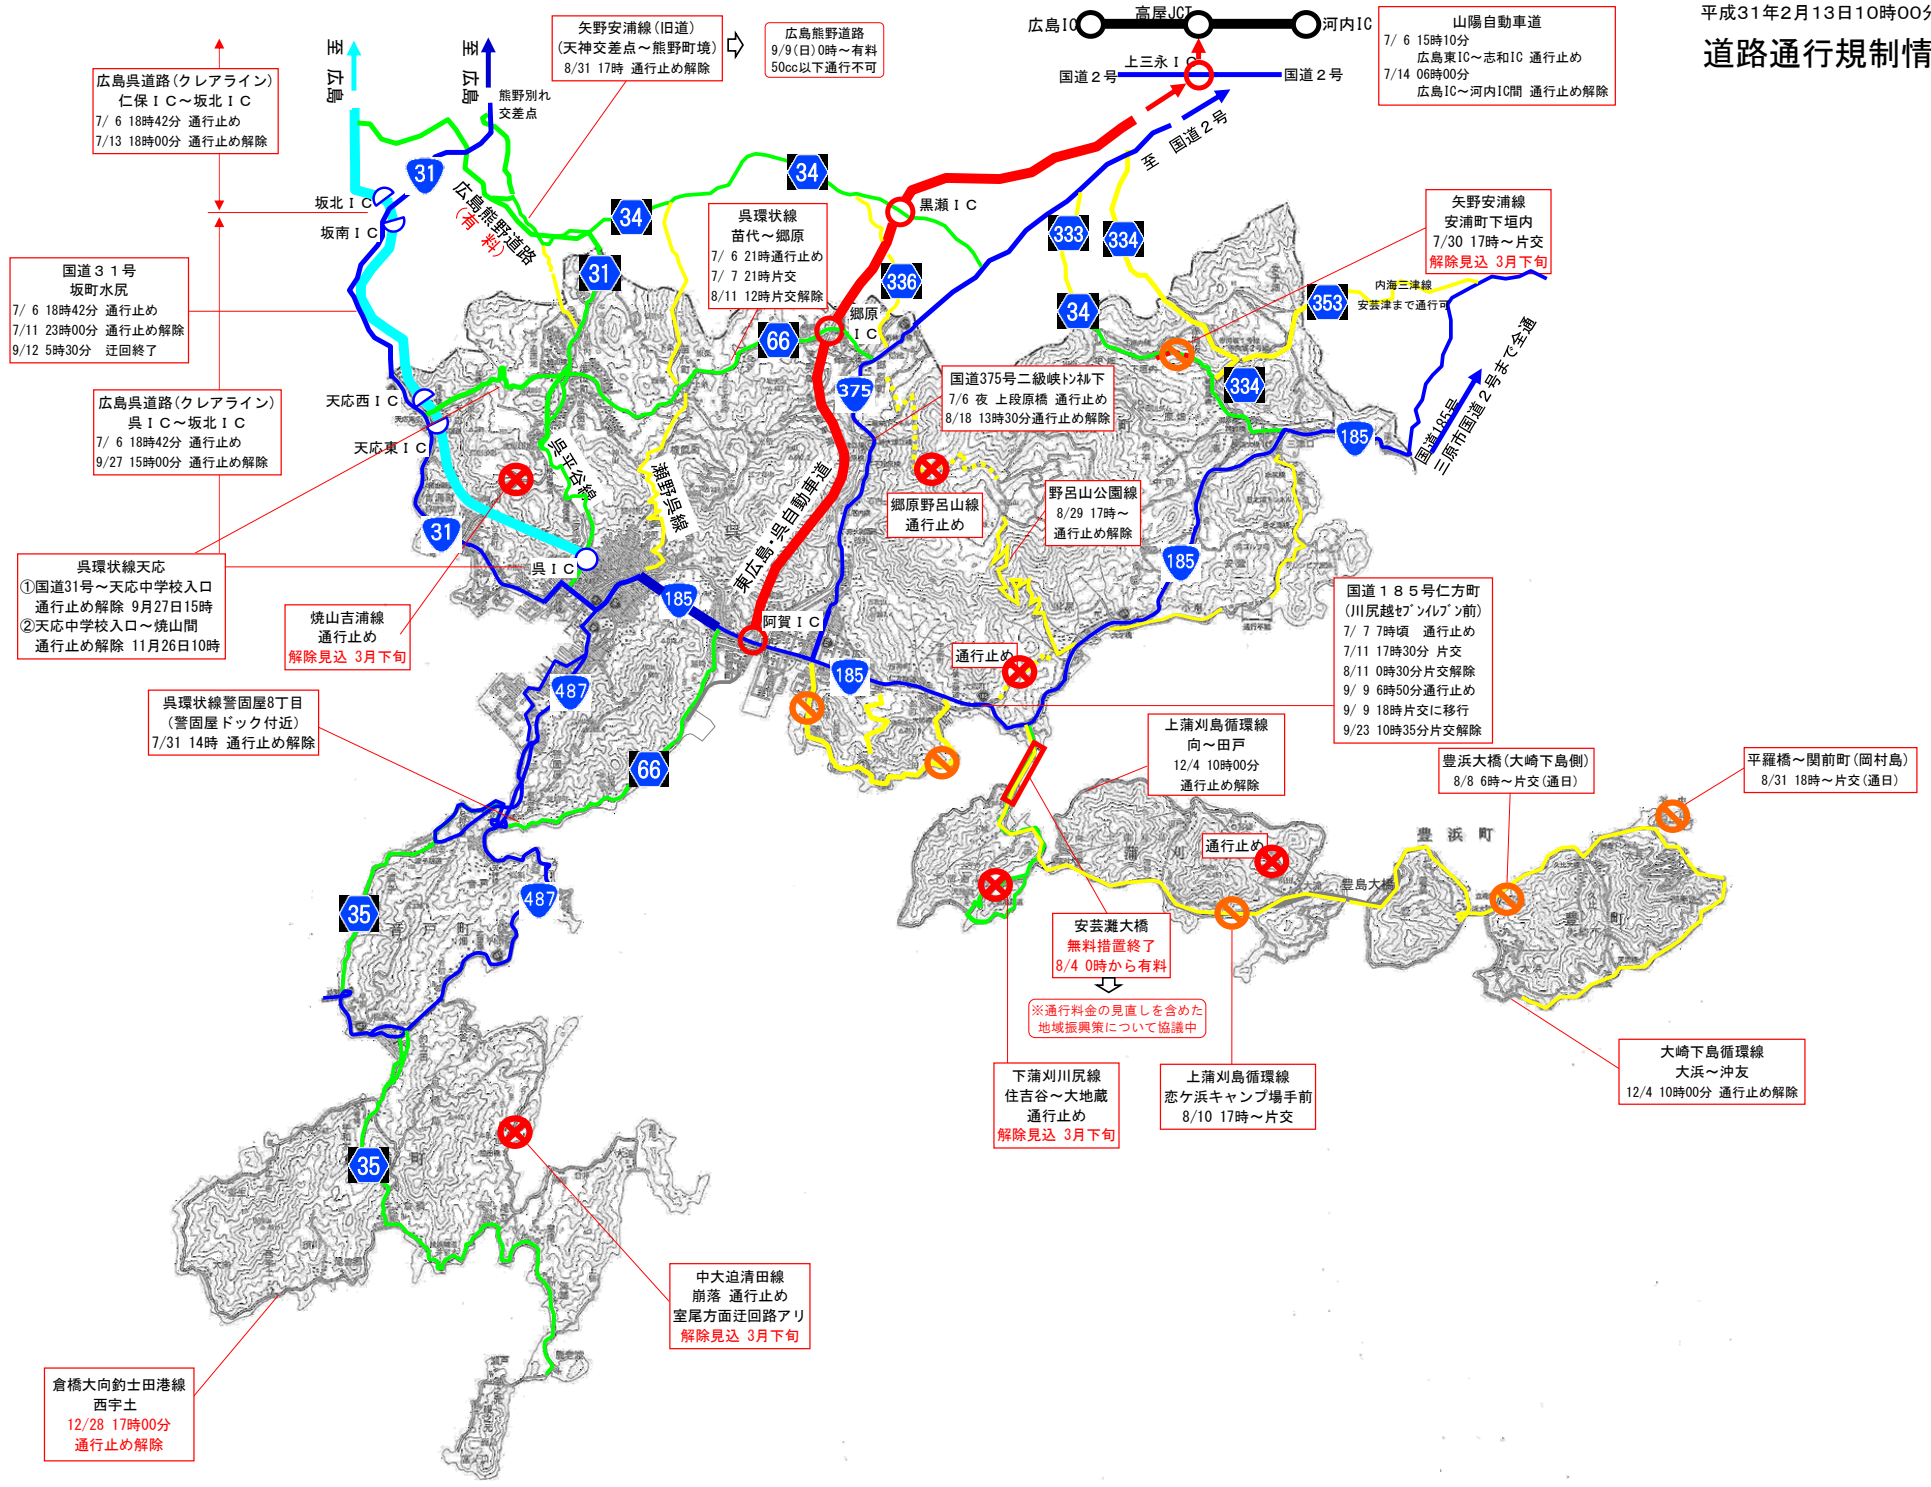 平成31年2月13日10時00分
道路通行規制情
広島IC
高屋JCT
河内IC
上三永IC
国道2号
国道2号
山陽自動車道
7/ 6 15時10分
広島東IC～志和IC 通行止め
7/14 06時00分
広島IC～河内IC間 通行止め解除
矢野安浦線(旧道)
(天神交差点～熊野町境)
8/31 17時 通行止め解除
広島熊野道路
9/9(日)0時～有料
50cc以下通行不可
至 広島
至 広島
熊野別れ
交差点
広島呉道路(クレアライン)
仁保IC～坂北IC
7/ 6 18時42分 通行止め
7/13 18時00分 通行止め解除
31
坂北IC
坂南IC
広島熊野道路
(有 料)
34
34
31
黒瀬IC
至 国道2号
呉環状線
苗代～郷原
7/ 6 21時通行止め
7/ 7 21時片交
8/11 12時片交解除
336
333
334
34
矢野安浦線
安浦町下垣内
7/30 17時～片交
解除見込 3月下旬
内海三津線
安芸津まで通行可
353
国道31号
坂町水尻
7/ 6 18時42分 通行止め
7/11 23時00分 通行止め解除
9/12 5時30分 迂回終了
66
郷原
IC
375
334
国道375号二級峡ﾄﾝﾈﾙ下
7/6 夜 上段原橋 通行止め
8/18 13時30分通行止め解除
国道185号
三原市国道2号まで全通
185
広島呉道路(クレアライン)
呉IC～坂北IC
7/ 6 18時42分 通行止め
9/27 15時00分 通行止め解除
天応西IC
天応東IC
呉平谷線
瀬野呉線
東広島・呉自動車道
呉
郷原野呂山線
通行止め
野呂山公園線
8/29 17時～
通行止め解除
31
呉IC
185
185
呉環状線天応
①国道31号～天応中学校入口
通行止め解除 9月27日15時
②天応中学校入口～焼山間
通行止め解除 11月26日10時
焼山吉浦線
通行止め
解除見込 3月下旬
阿賀IC
国道185号仁方町
(川尻越ｾﾌﾞﾝｲﾚﾌﾞﾝ前)
7/ 7 7時頃 通行止め
7/11 17時30分 片交
8/11 0時30分片交解除
9/ 9 6時50分通行止め
9/ 9 18時片交に移行
9/23 10時35分片交解除
通行止め
185
487
呉環状線警固屋8丁目
(警固屋ドック付近)
7/31 14時 通行止め解除
66
上蒲刈島循環線
向～田戸
12/4 10時00分
通行止め解除
豊浜大橋(大崎下島側)
8/8 6時～片交(通日)
平羅橋～関前町(岡村島)
8/31 18時～片交(通日)
豊 浜 町
蒲 刈
通行止め
豊島大橋
豊 町
35
487
音 戸 町
安芸灘大橋
無料措置終了
8/4 0時から有料
※通行料金の見直しを含めた
地域振興策について協議中
下蒲刈川尻線
住吉谷～大地蔵
通行止め
解除見込 3月下旬
上蒲刈島循環線
恋ケ浜キャンプ場手前
8/10 17時～片交
大崎下島循環線
大浜～沖友
12/4 10時00分 通行止め解除
35
町
中大迫清田線
崩落 通行止め
室尾方面迂回路アリ
解除見込 3月下旬
倉橋大向釣士田港線
西宇土
12/28 17時00分
通行止め解除